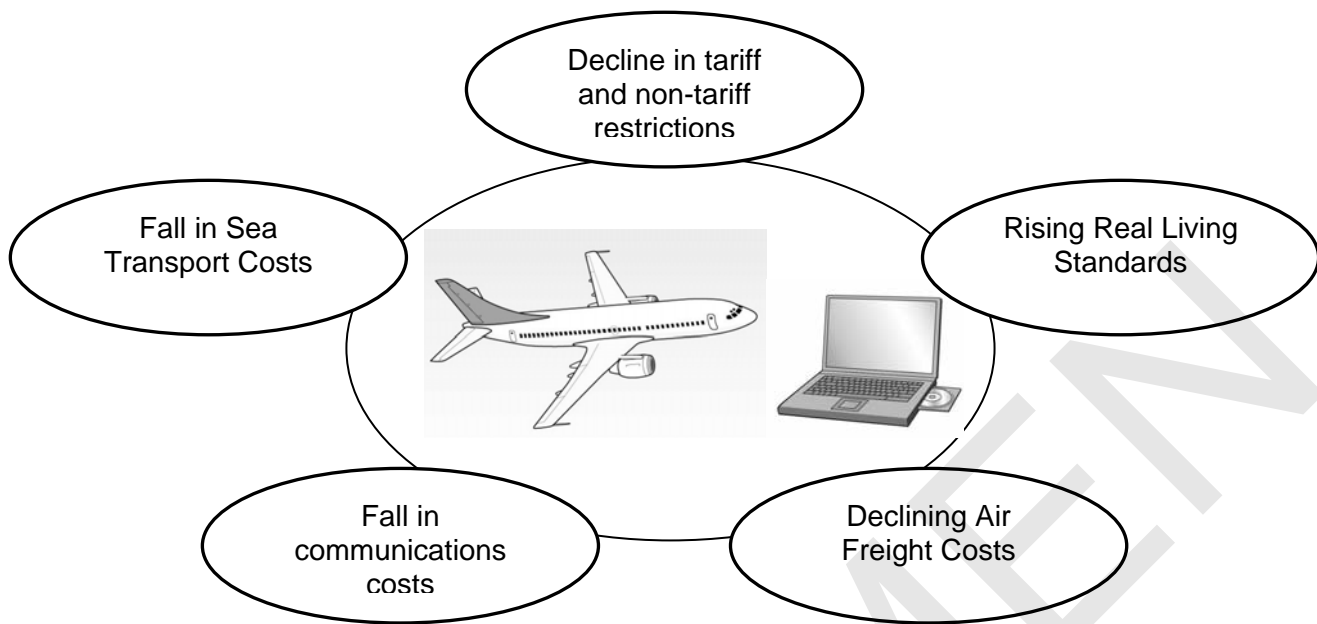 Decline in tariff
and non-tariff
restrictions
Fall in Sea
Transport Costs
Rising Real Living
Standards
Fall in
communications
costs
Declining Air
Freight Costs
MEN